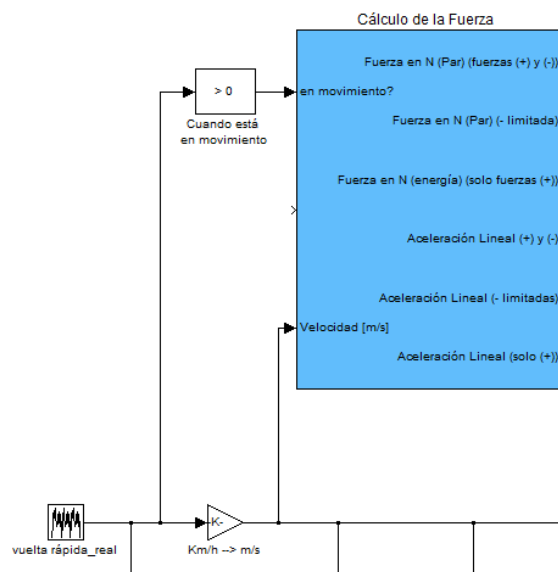 Cálculo de la Fuerza
Fuerza en N (Par) (fuerzas (+) y (-))
> 0
en movimiento?
Cuando está
en movimiento
Fuerza en N (Par) (- limitada)
Fuerza en N (energía) (solo fuerzas (+))
Aceleración Lineal (+) y (-)
Aceleración Lineal (- limitadas)
Velocidad [m/s]
Aceleración Lineal (solo (+))
-K-
vuelta rápida_real
Km/h --> m/s